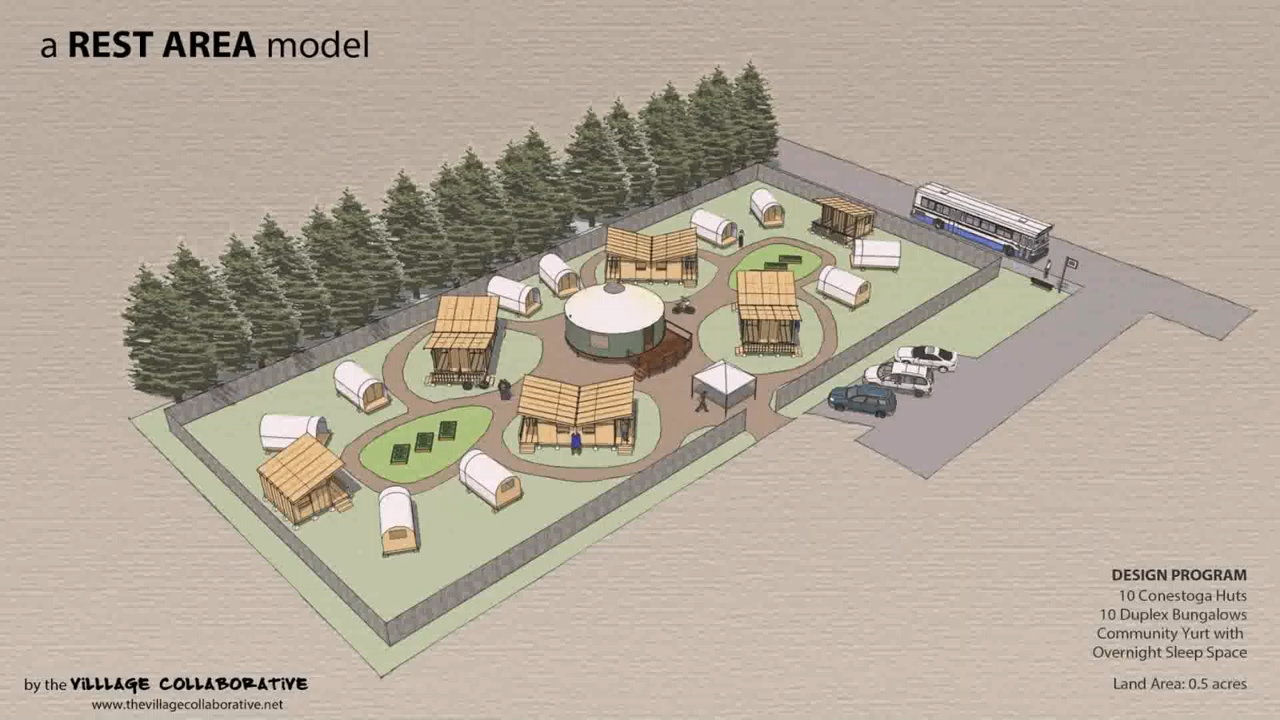 a REST AREA model
DESIGN PROGRAM
10 Conestoga Huts
10 Duplex Bungalows
Community Yurt with
Overnight Sleep Space
Land Area: 0.5 acres
by the ViLLLAGE COLLABORATiVE
www.thevillagecollaborative.net